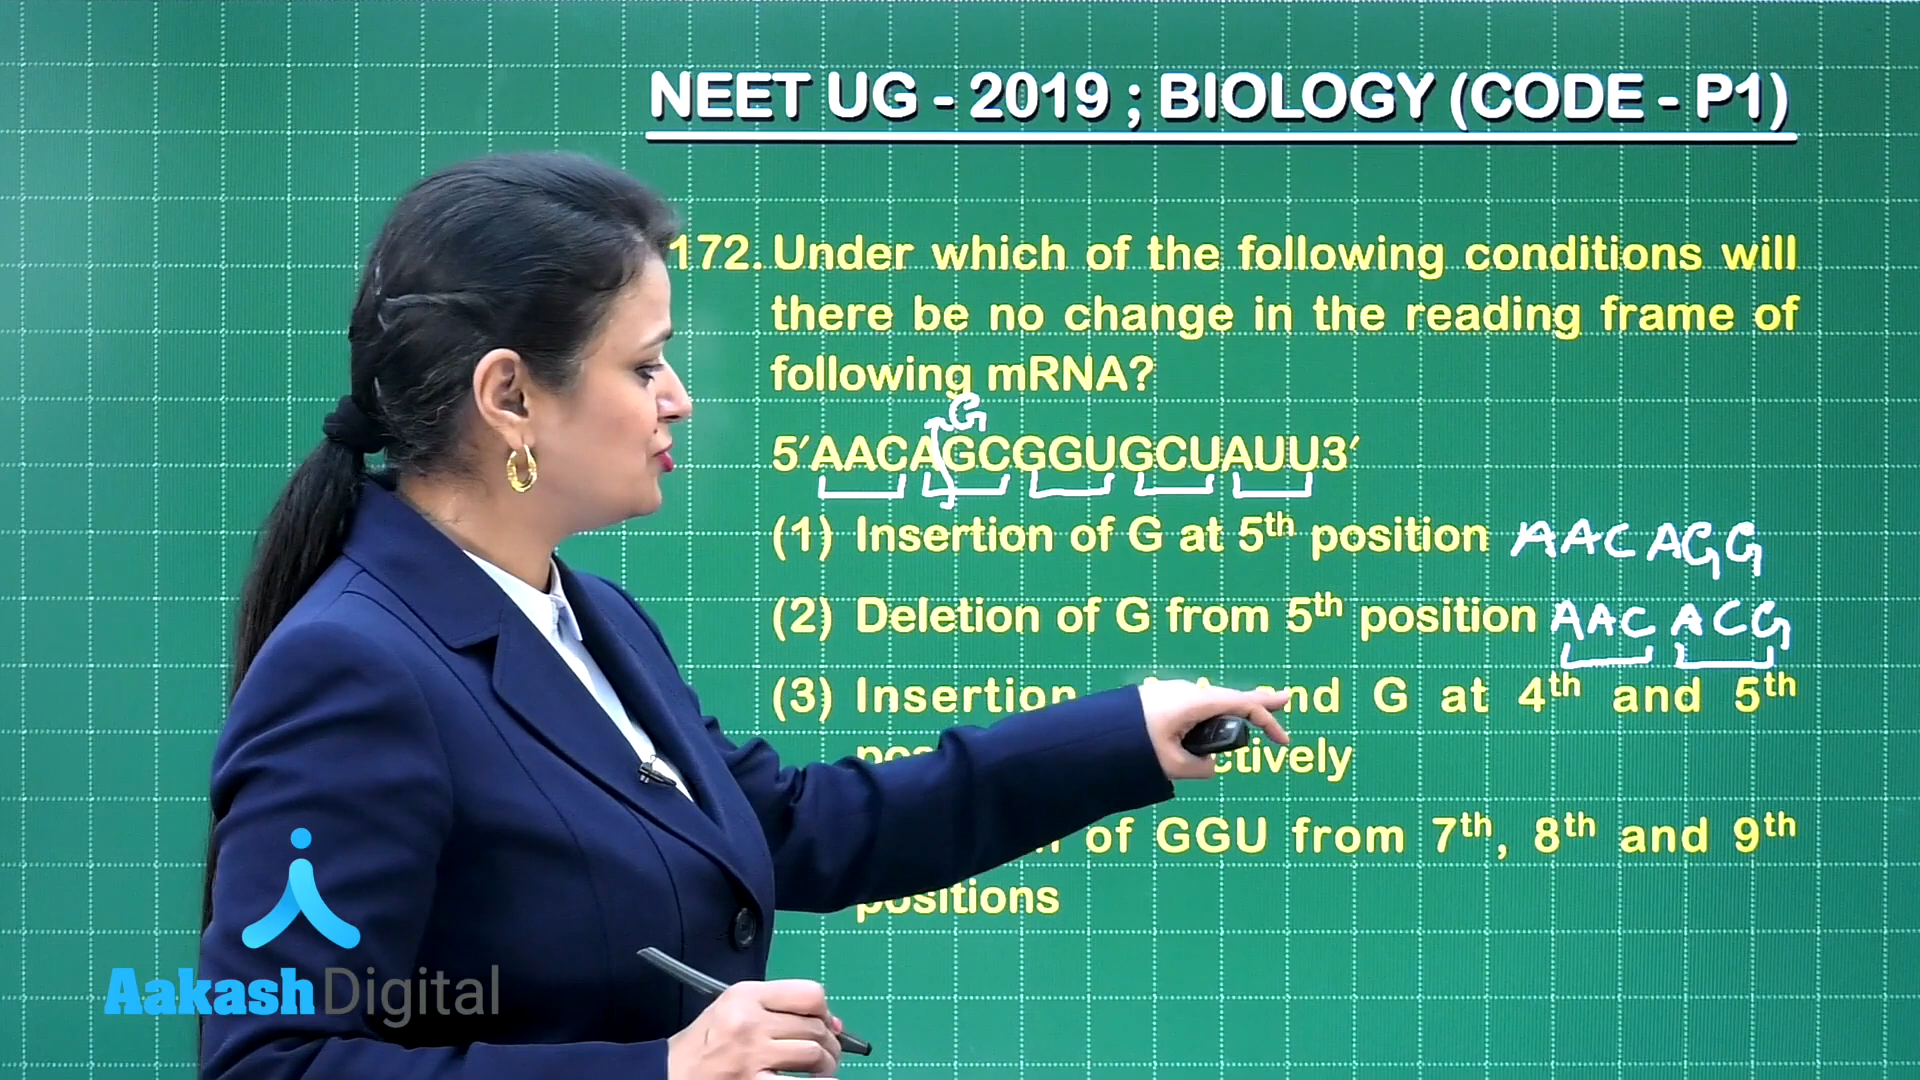 NEET UG - 2019 ; BIOLOGY (CODE - P1)
172. Under which of the following conditions will
there be no change in the reading frame of
following mRNA?
G
5′AACAGCGGUGCUAUU3′
(1) Insertion of G at 5th position AACAGG
(2) Deletion of G from 5th position AACACG
(3) Insertion and G at 4th and 5th
ctively
of GGU from 7th, 8th and 9th
positions
Aakash Digital